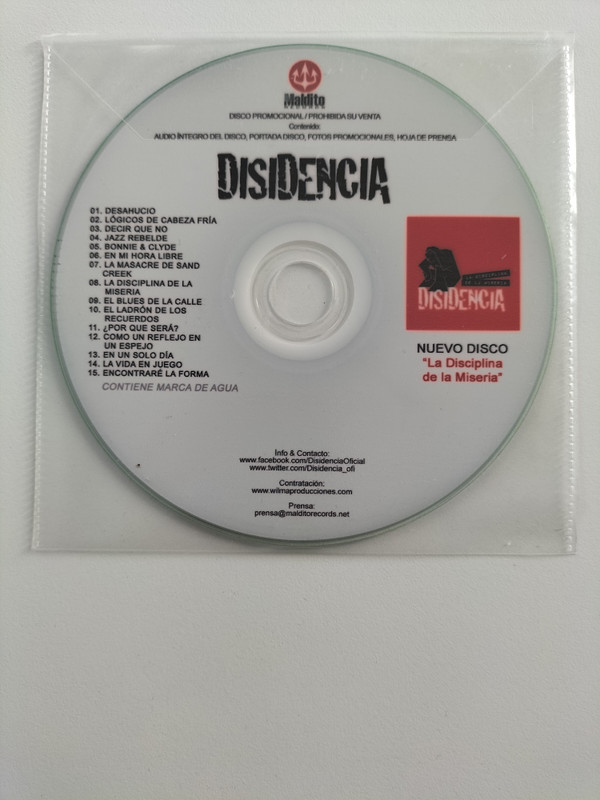 Maldito
DISCO PROMOCIONAL / PROHIBIDA SU VENTA
Contenido:
AUDIO ÍNTEGRO DEL DISCO, PORTADA DISCO, FOTOS PROMOCIONALES, HOJA DE PRENSA
DISIDENCIA
01. DESAHUCIO
02. LÓGICOS DE CABEZA FRÍA
03. DECIR QUE NO
04. JAZZ REBELDE
05. BONNIE & CLYDE
06. EN MI HORA LIBRE
07. LA MASACRE DE SAND
CREEK
08. LA DISCIPLINA DE LA
MISERIA
09. EL BLUES DE LA CALLE
10. EL LADRÓN DE LOS
RECUERDOS
11. ¿POR QUE SERÁ?
12. COMO UN REFLEJO EN
UN ESPEJO
13. EN UN SOLO DÍA
14. LA VIDA EN JUEGO
15. ENCONTRARÉ LA FORMA
CONTIENE MARCA DE AGUA
LA DISCIPLINA
DE LA MISERIA
DISIDENCIA
NUEVO DISCO
"La Disciplina
de la Miseria"
Info & Contacto:
www.facebook.com/DisidenciaOficial
www.twitter.com/Disidencia_ofi
Contratación:
www.wilmaproducciones.com
Prensa:
prensa@malditorecords.net